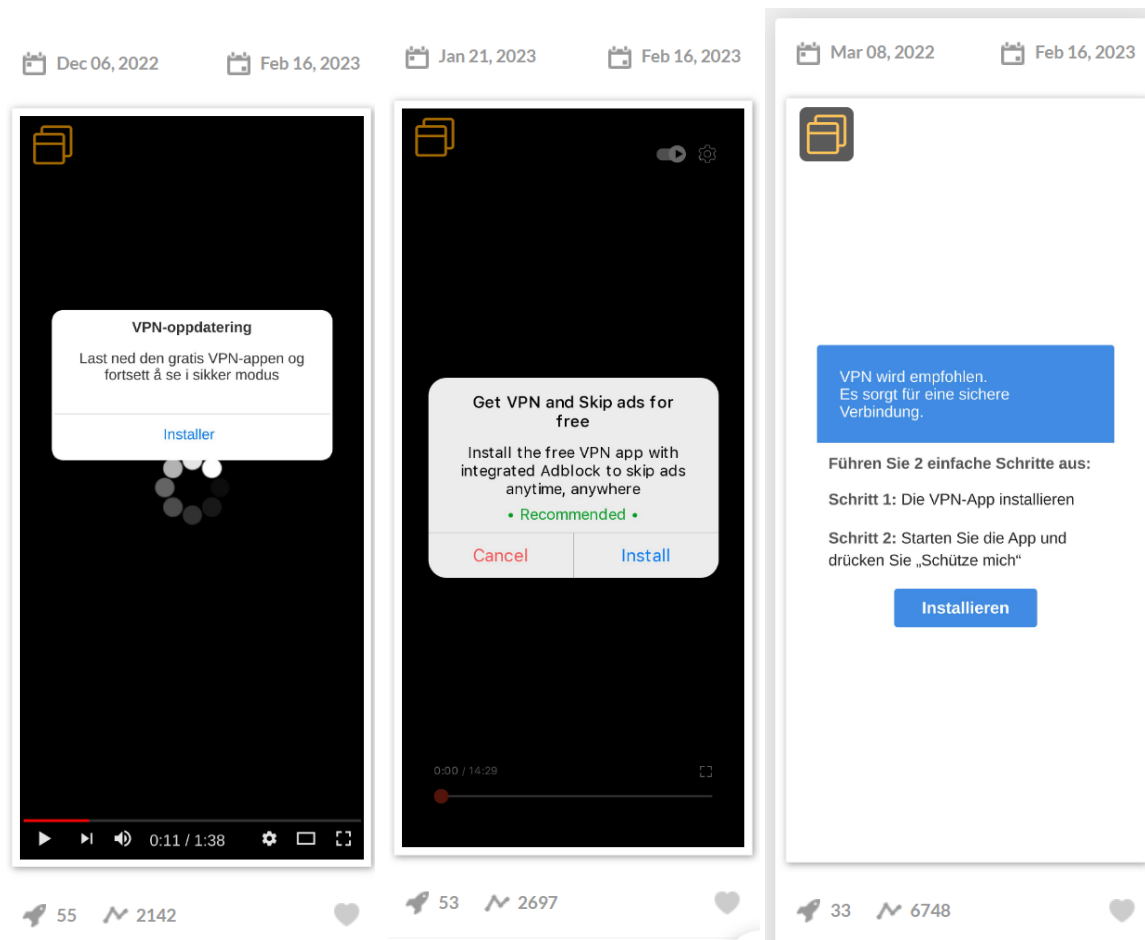 Dec 06, 2022
Feb 16, 2023
VPN-oppdatering
Last ned den gratis VPN-appen og
fortsett å se i sikker modus
Installer
0:11 / 1:38
55
2142
Jan 21, 2023
Feb 16, 2023
Get VPN and Skip ads for
free
Install the free VPN app with
integrated Adblock to skip ads
anytime, anywhere
• Recommended •
Cancel
Install
0:00 / 14:29
53
2697
Mar 08, 2022
Feb 16, 2023
VPN wird empfohlen.
Es sorgt für eine sichere
Verbindung.
Führen Sie 2 einfache Schritte aus:
Schritt 1: Die VPN-App installieren
Schritt 2: Starten Sie die App und
drücken Sie „Schütze mich“
Installieren
33
6748